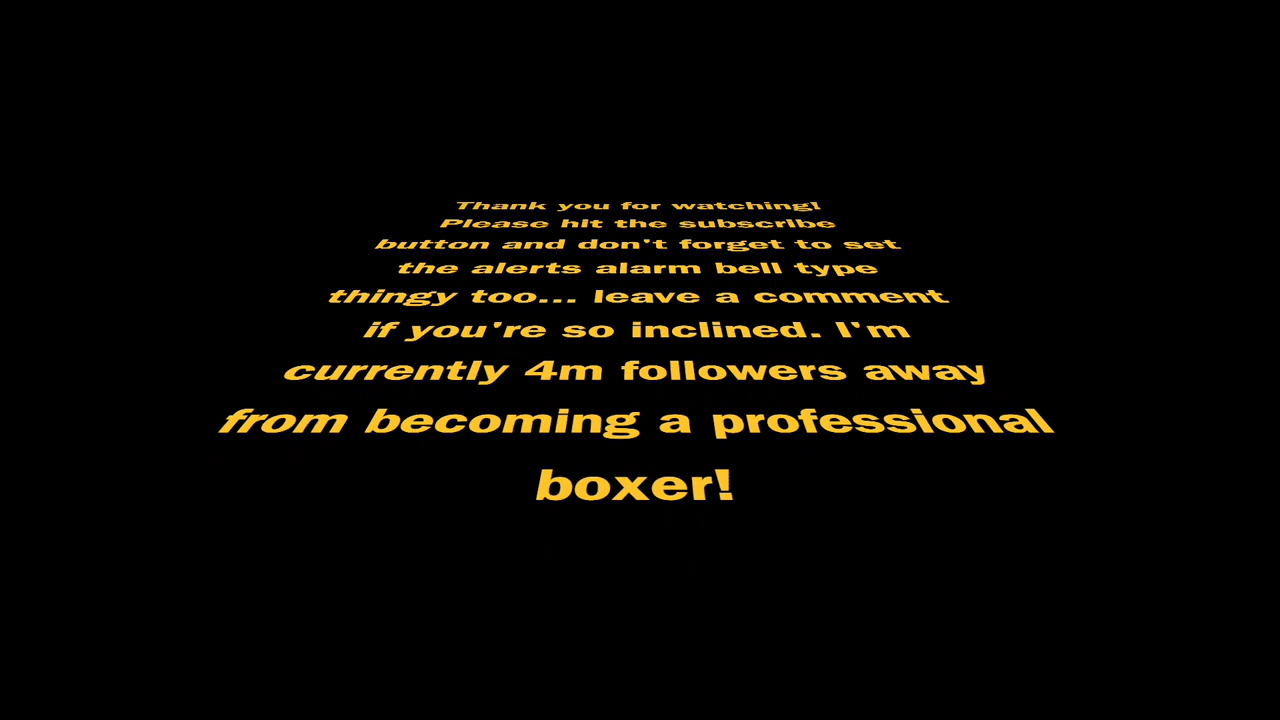 Thank you for watching!
Please hit the subscribe
button and don't forget to set
the alerts alarm bell type
thingy too... leave a comment
if you're so inclined. I'm
currently 4m followers away
from becoming a professional
boxer!